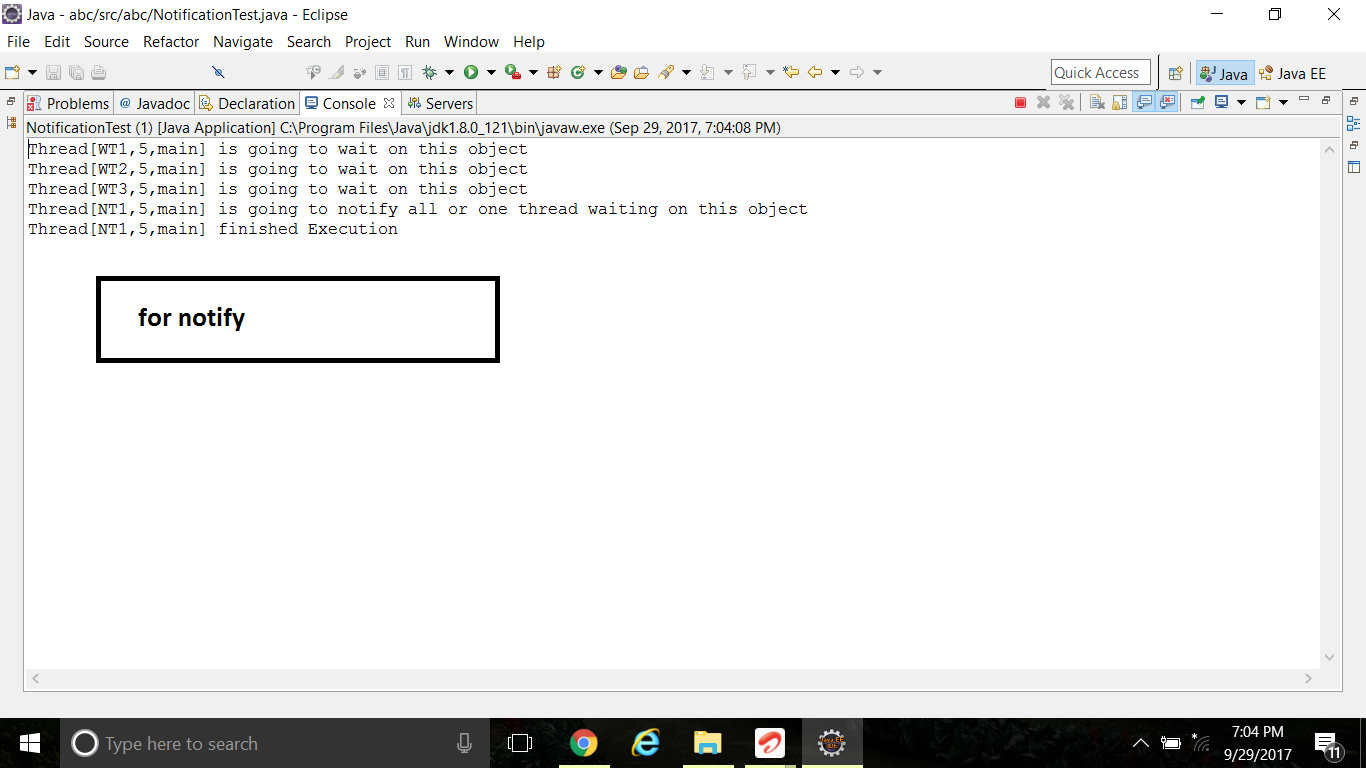 Java - abc/src/abc/NotificationTest.java - Eclipse
File Edit Source Refactor Navigate Search Project Run Window Help
Quick Access Java Java EE
Problems @ Javadoc Declaration Console Servers
NotificationTest (1) [Java Application] C:\Program Files\Java\jdk1.8.0_121\bin\javaw.exe (Sep 29, 2017, 7:04:08 PM)
Thread[WT1,5,main] is going to wait on this object
Thread[WT2,5,main] is going to wait on this object
Thread[WT3,5,main] is going to wait on this object
Thread[NT1,5,main] is going to notify all or one thread waiting on this object
Thread[NT1,5,main] finished Execution
for notify
Type here to search
7:04 PM
9/29/2017
11